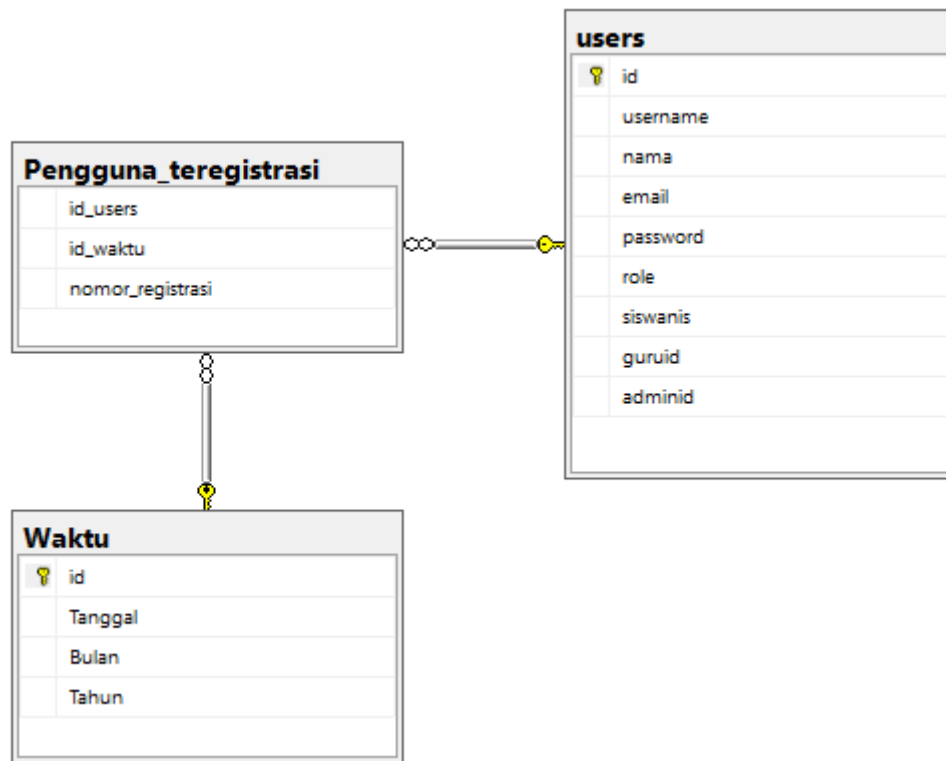 Pengguna_teregistrasi
id_users
id_waktu
nomor_registrasi
users
id
username
nama
email
password
role
siswanis
guruid
adminid
Waktu
id
Tanggal
Bulan
Tahun